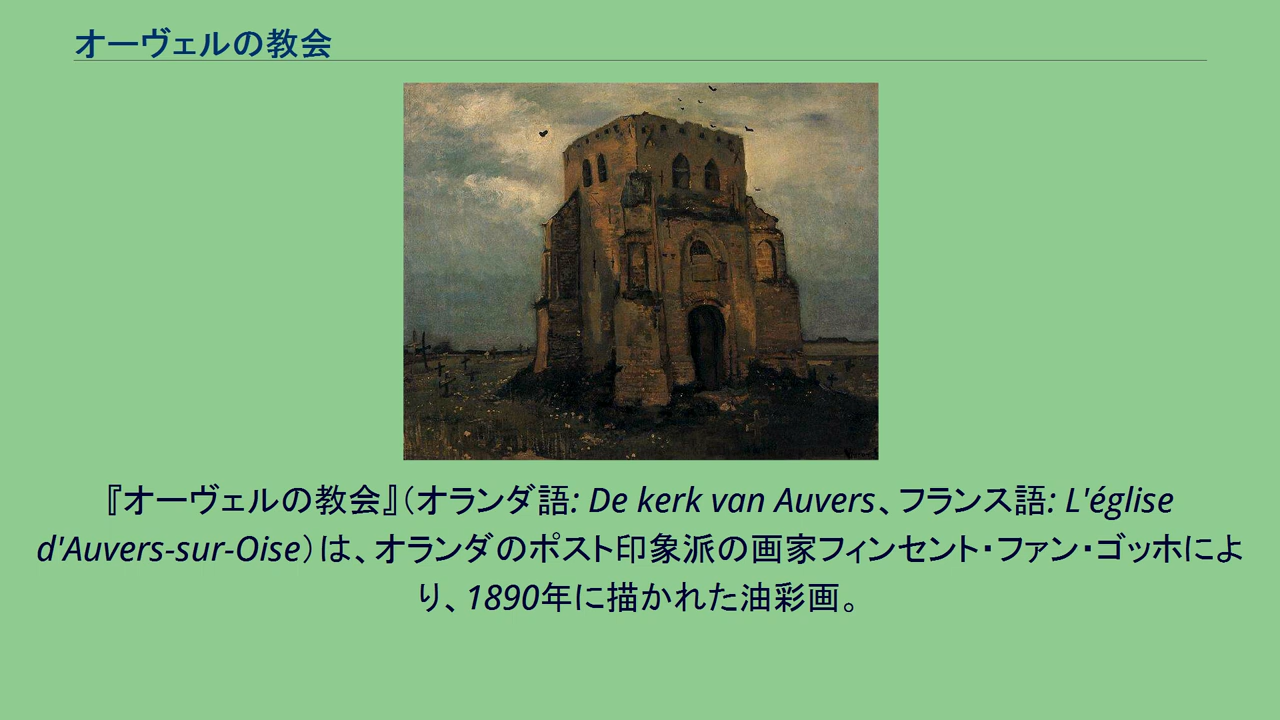 オーヴェルの教会
『オーヴェルの教会』（オランダ語: De kerk van Auvers、フランス語: L'église
d'Auvers-sur-Oise）は、オランダのポスト印象派の画家フィンセント・ファン・ゴッホによ
り、1890年に描かれた油彩画。